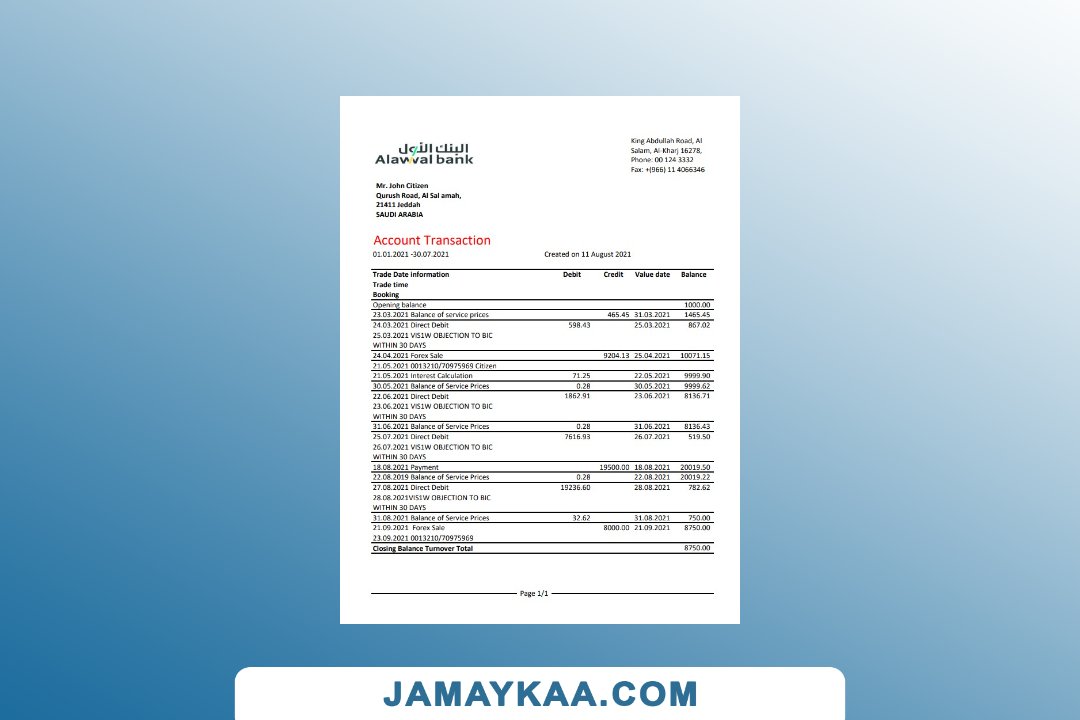 البنك الأول
Alawwal bank
King Abdullah Road, Al
Salam, Al-Kharj 16278,
Phone: 00 124 3332
Fax: +(966) 11 4066346
Mr. John Citizen
Qurush Road, Al Sal amah,
21411 Jeddah
SAUDI ARABIA
Account Transaction
01.01.2021 -30.07.2021 Created on 11 August 2021
Trade Date information Debit Credit Value date Balance
Trade time
Booking
Opening balance 1000.00
23.03.2021 Balance of service prices 465.45 31.03.2021 1465.45
24.03.2021 Direct Debit 598.43 25.03.2021 867.02
25.03.2021 VIS1W OBJECTION TO BIC
WITHIN 30 DAYS
24.04.2021 Forex Sale 9204.13 25.04.2021 10071.15
21.05.2021 0013210/70975969 Citizen
21.05.2021 Interest Calculation 71.25 22.05.2021 9999.90
30.05.2021 Balance of Service Prices 0.28 30.05.2021 9999.62
22.06.2021 Direct Debit 1862.91 23.06.2021 8136.71
23.06.2021 VIS1W OBJECTION TO BIC
WITHIN 30 DAYS
31.06.2021 Balance of Service Prices 0.28 31.06.2021 8136.43
25.07.2021 Direct Debit 7616.93 26.07.2021 519.50
26.07.2021 VIS1W OBJECTION TO BIC
WITHIN 30 DAYS
18.08.2021 Payment 19500.00 18.08.2021 20019.50
22.08.2019 Balance of Service Prices 0.28 22.08.2021 20019.22
27.08.2021 Direct Debit 19236.60 28.08.2021 782.62
28.08.2021VIS1W OBJECTION TO BIC
WITHIN 30 DAYS
31.08.2021 Balance of Service Prices 32.62 31.08.2021 750.00
21.09.2021 Forex Sale 8000.00 21.09.2021 8750.00
23.09.2021 0013210/70975969
Closing Balance Turnover Total 8750.00
Page 1/1
JAMAYKAA.COM